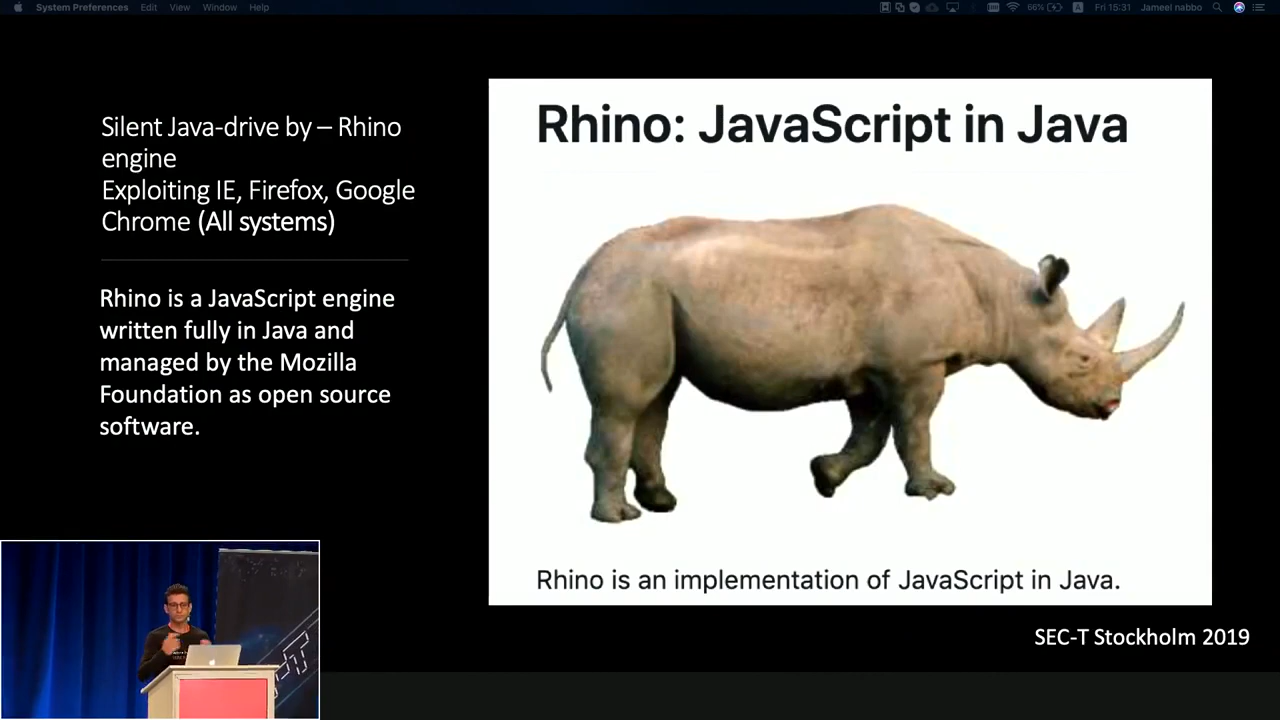 System Preferences Edit View Window Help
66% Fri 15:31 Jameel nabbo
Silent Java-drive by – Rhino
engine
Exploiting IE, Firefox, Google
Chrome (All systems)
Rhino is a JavaScript engine
written fully in Java and
managed by the Mozilla
Foundation as open source
software.
Rhino: JavaScript in Java
Rhino is an implementation of JavaScript in Java.
SEC-T Stockholm 2019